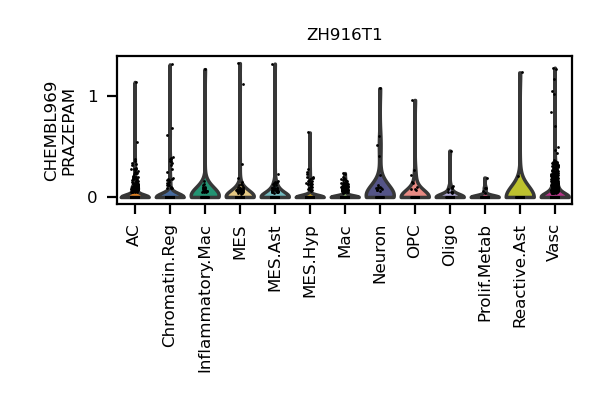 ZH916T1
CHEMBL969
PRAZEPAM
1
0
AC
Chromatin.Reg
Inflammatory.Mac
MES
MES.Ast
MES.Hyp
Mac
Neuron
OPC
Oligo
Prolif.Metab
Reactive.Ast
Vasc